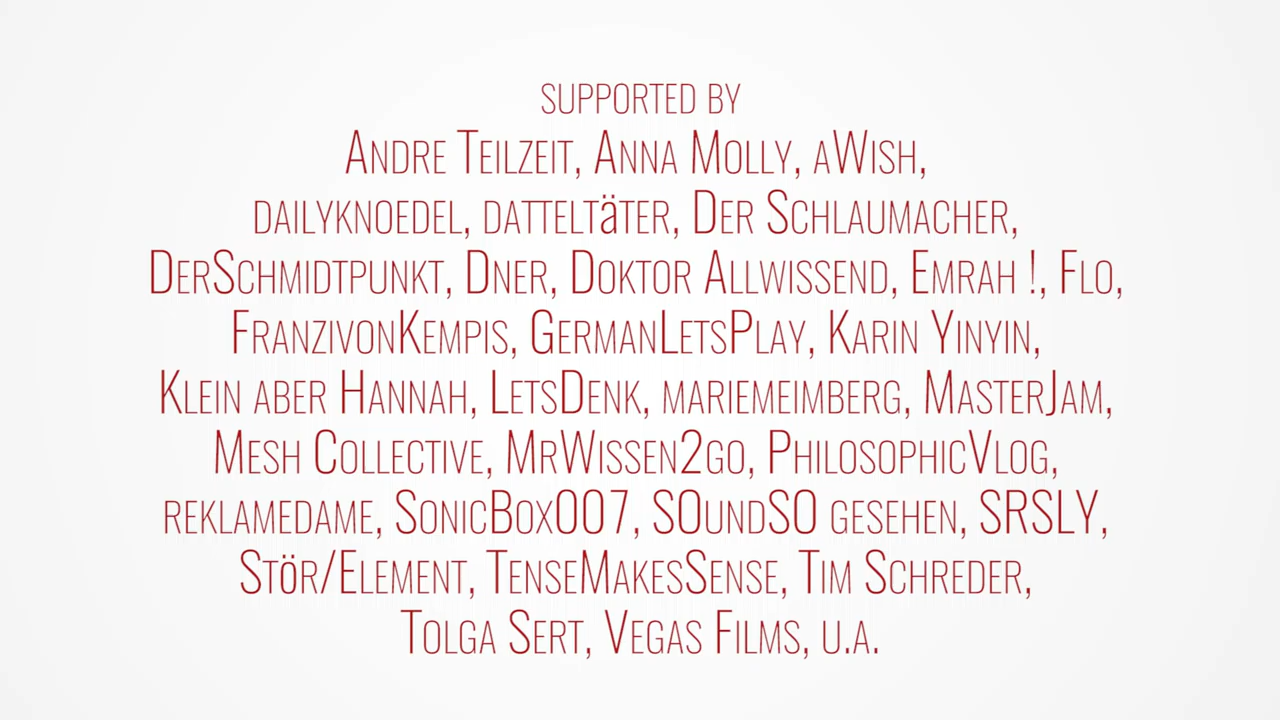 supported by
Andre Teilzeit, Anna Molly, aWish,
dailyknoedel, datteltäter, Der Schlaumacher,
DerSchmidtpunkt, Dner, Doktor Allwissend, Emrah !, Flo,
FranzivonKempis, GermanLetsPlay, Karin Yinyin,
Klein aber Hannah, LetsDenk, mariemeimberg, MasterJam,
Mesh Collective, MrWissen2go, PhilosophicVlog,
reklamedame, SonicBox007, SOundSO gesehen, SRSLY,
Stör/Element, TenseMakesSense, Tim Schreder,
Tolga Sert, Vegas Films, u.a.